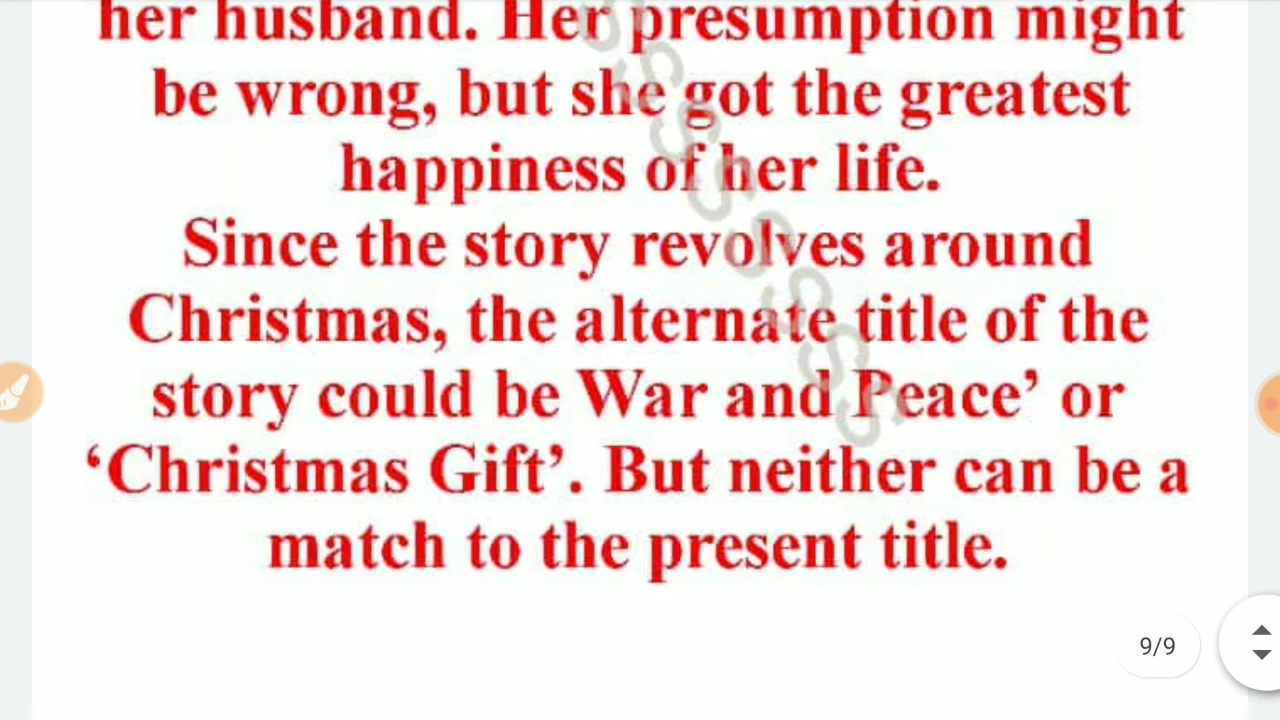 her husband. Her presumption might
be wrong, but she got the greatest
happiness of her life.
Since the story revolves around
Christmas, the alternate title of the
story could be War and Peace’ or
‘Christmas Gift’. But neither can be a
match to the present title.
9/9
SSSSSSS